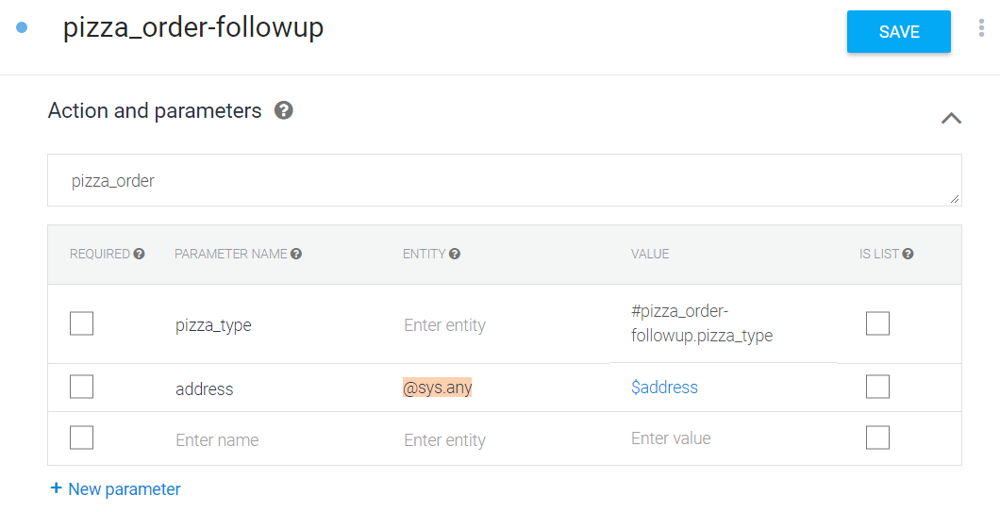 pizza_order-followup
SAVE
Action and parameters
pizza_order
REQUIRED PARAMETER NAME ENTITY VALUE IS LIST
pizza_type Enter entity #pizza_order-
followup.pizza_type
address @sys.any $address
Enter name Enter entity Enter value
+ New parameter